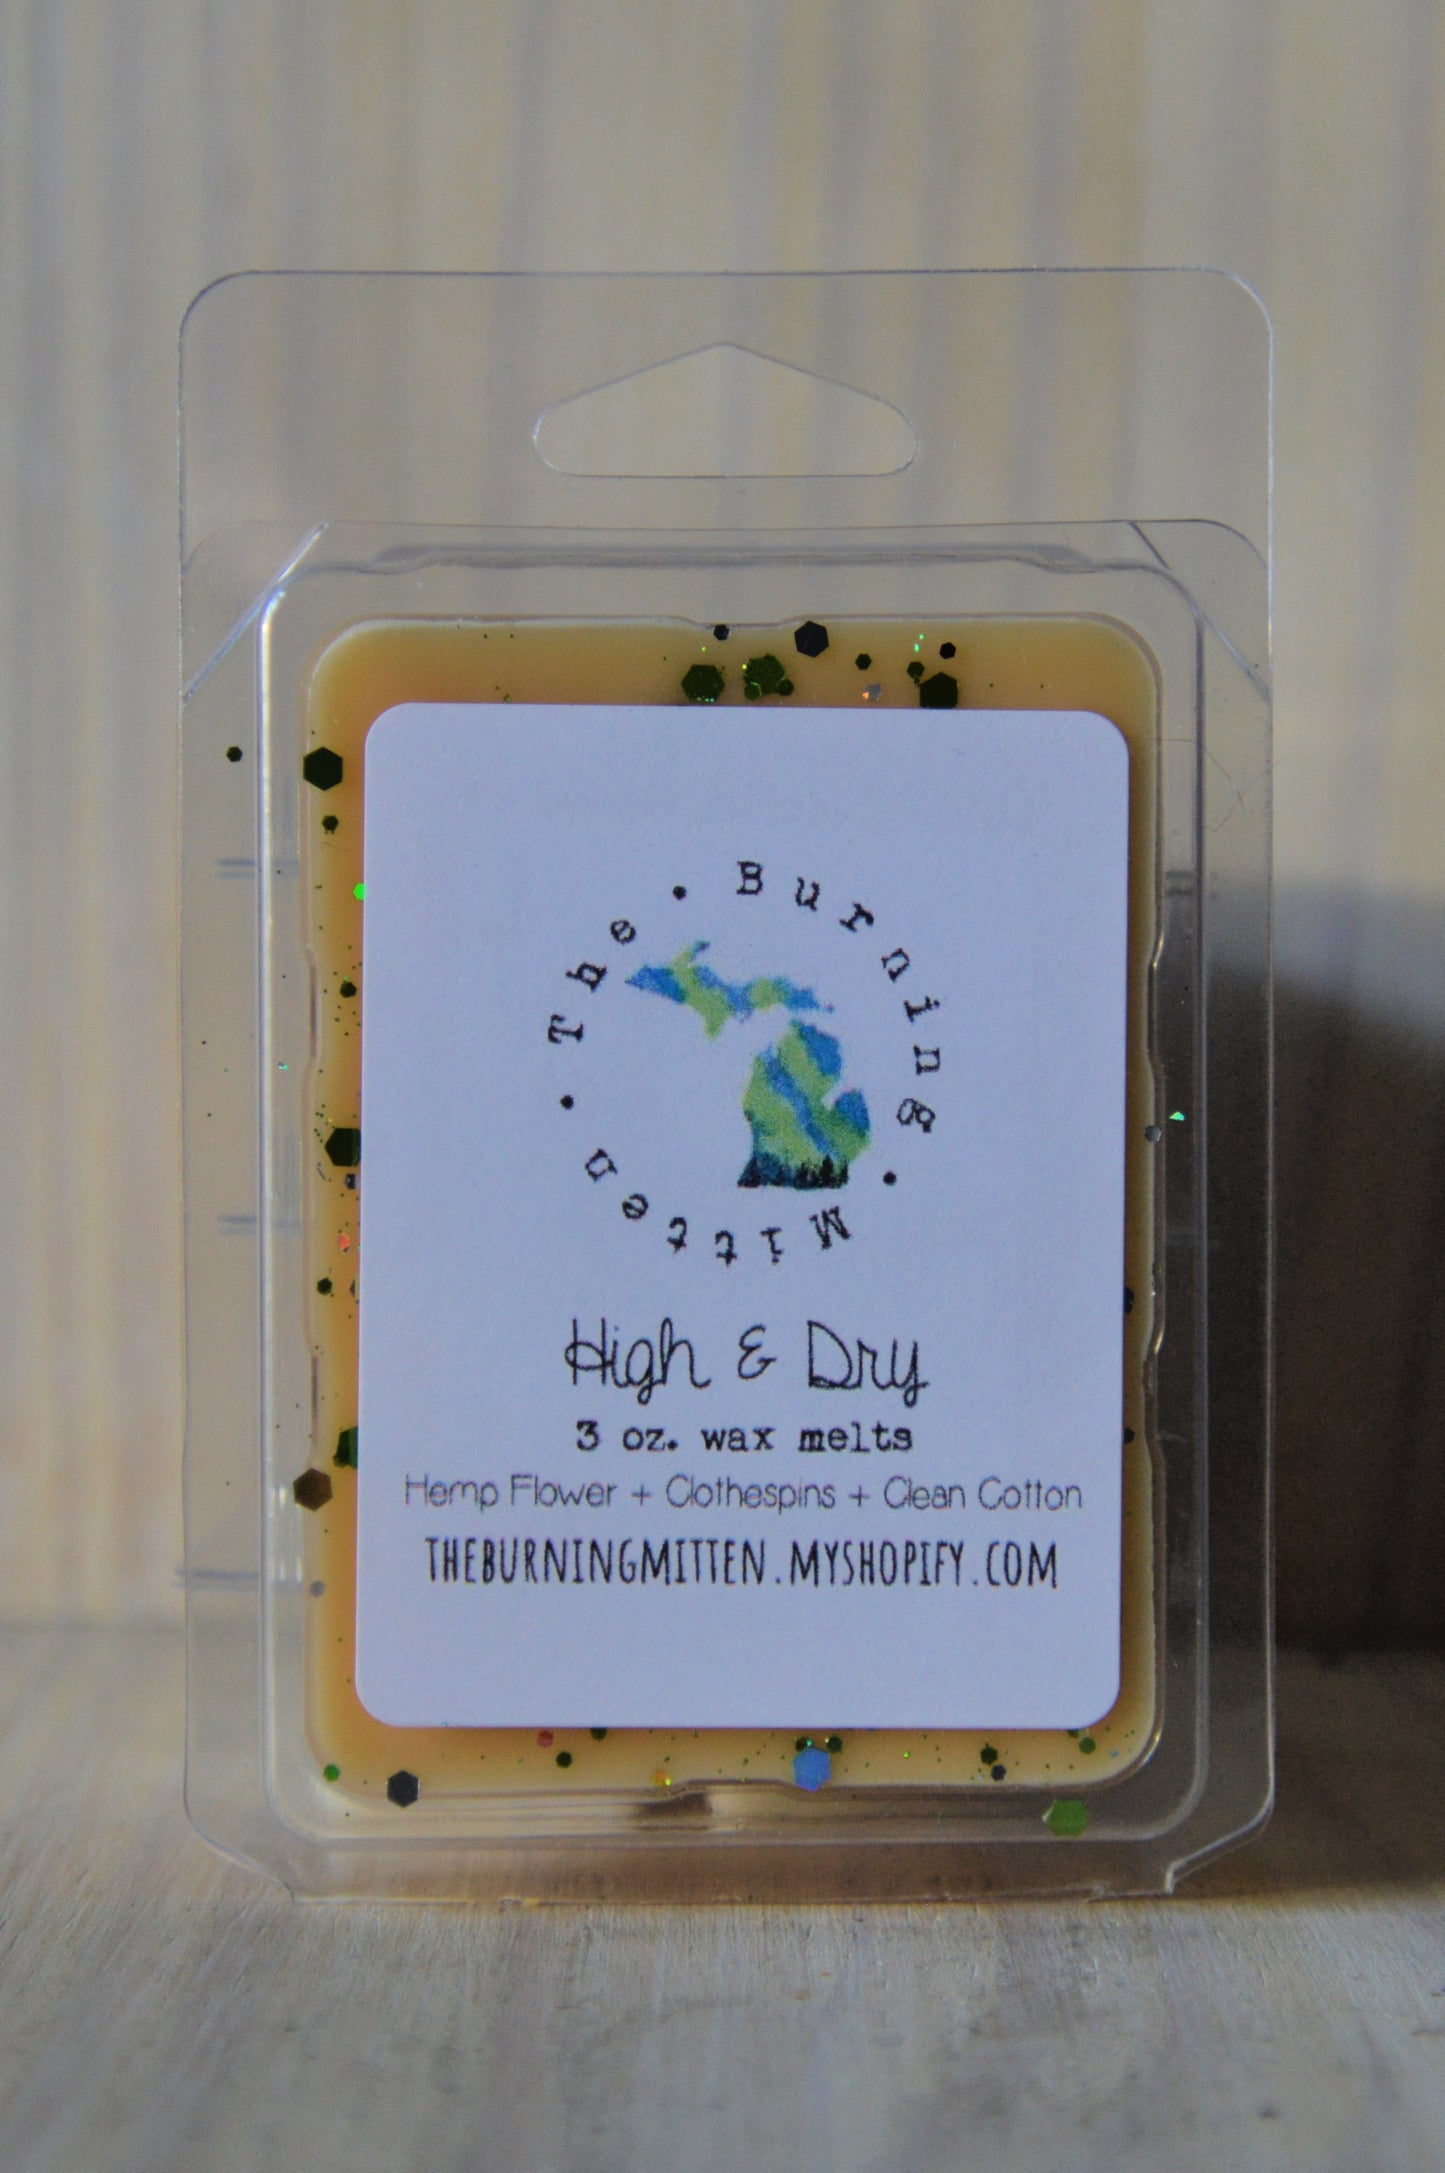 The • Burning • Mitten •
High & Dry
3 oz. wax melts
Hemp Flower + Clothespins + Clean Cotton
THEBURNINGMITTEN.MYSHOPIFY.COM